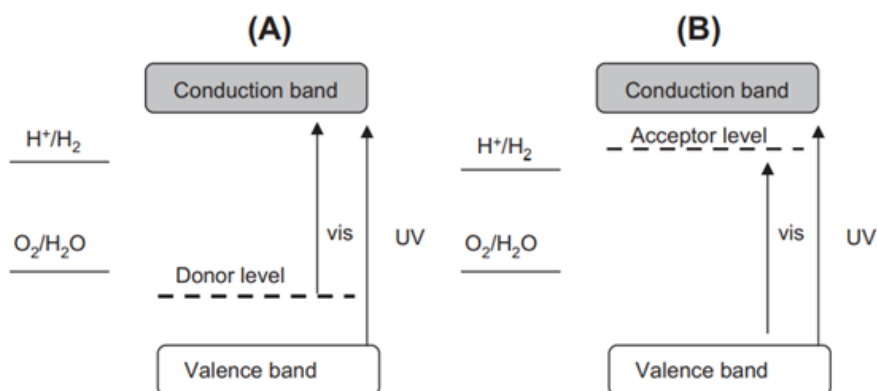 (A)
Conduction band
H⁺/H₂
O₂/H₂O
vis
UV
Donor level
Valence band
(B)
Conduction band
Acceptor level
H⁺/H₂
O₂/H₂O
vis
UV
Valence band